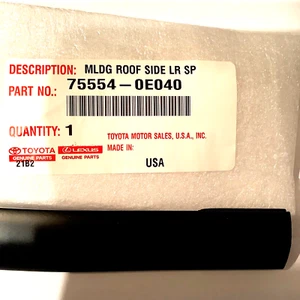 DESCRIPTION: MLDG ROOF SIDE LR SP
PART NO.: 75554-0E040
QUANTITY: 1 TOYOTA MOTOR SALES, U.S.A., INC.
TOYOTA LEXUS MADE IN:
GENUINE PARTS GENUINE PARTS
21B2 USA